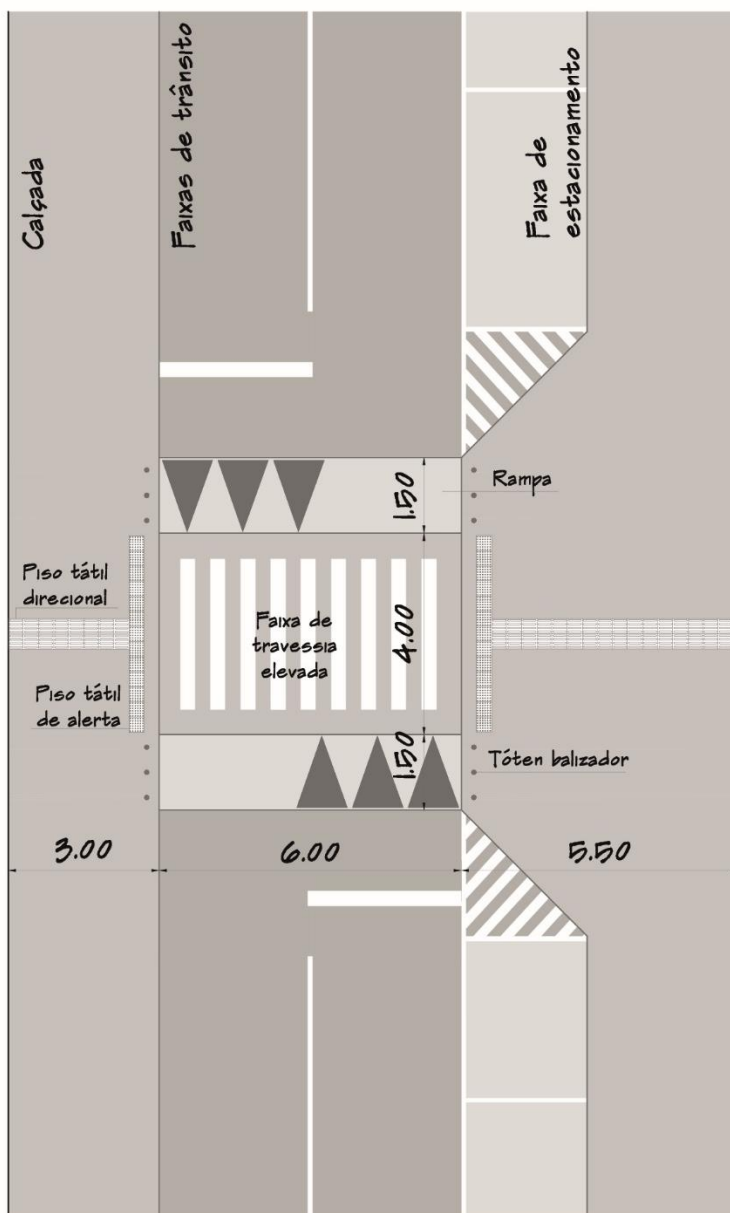 Calçada
Faixas de trânsito
Faixa de
estacionamento
Rampa
1.50
Piso tátil
direcional
Faixa de
travessia
elevada
4.00
Piso tátil
de alerta
1.50
Tóten balizador
3.00
6.00
5.50